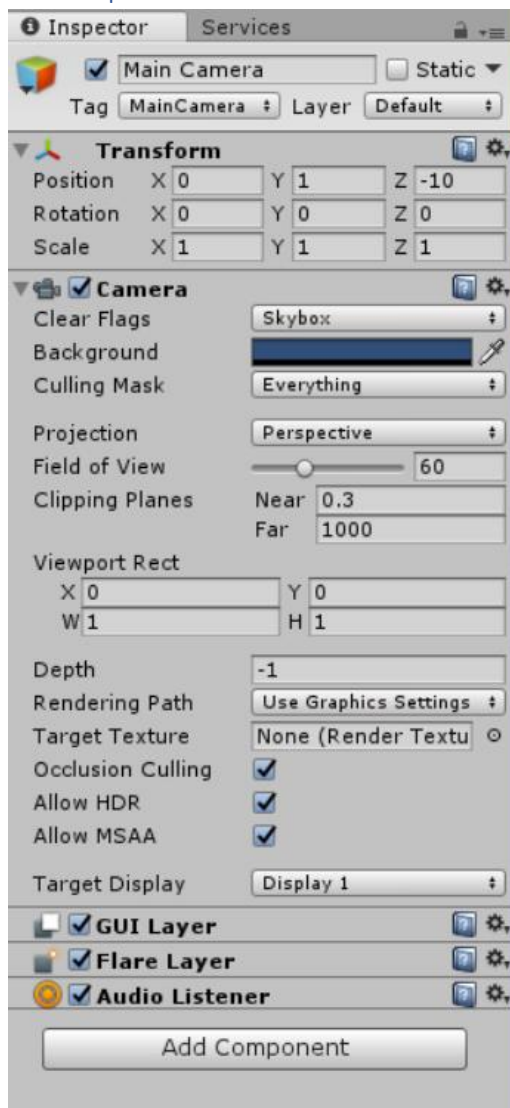 Inspector Services
Main Camera Static
Tag MainCamera Layer Default
Transform
Position X 0 Y 1 Z -10
Rotation X 0 Y 0 Z 0
Scale X 1 Y 1 Z 1
Camera
Clear Flags Skybox
Background
Culling Mask Everything
Projection Perspective
Field of View 60
Clipping Planes Near 0.3
Far 1000
Viewport Rect
X 0 Y 0
W 1 H 1
Depth -1
Rendering Path Use Graphics Settings
Target Texture None (Render Textu
Occlusion Culling
Allow HDR
Allow MSAA
Target Display Display 1
GUI Layer
Flare Layer
Audio Listener
Add Component